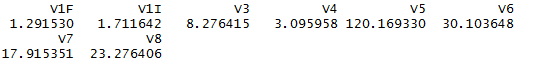 V1F V1I V3 V4 V5 V6
1.291530 1.711642 8.276415 3.095958 120.169330 30.103648
V7 V8
17.915351 23.276406